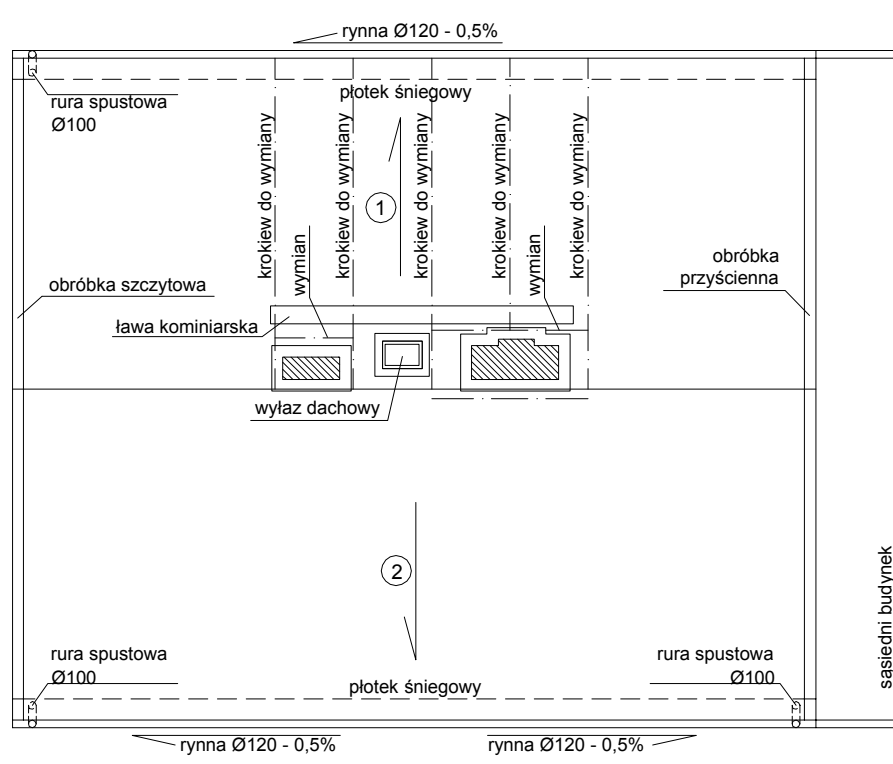 rynna Ø120 - 0,5%
płotek śniegowy
rura spustowa
Ø100
krokiew do wymiany
krokiew do wymiany
krokiew do wymiany
krokiew do wymiany
krokiew do wymiany
1
wymian
wymian
obróbka
przyścienna
obróbka szczytowa
ława kominiarska
wyłaz dachowy
2
sąsiedni budynek
rura spustowa
Ø100
płotek śniegowy
rura spustowa
Ø100
rynna Ø120 - 0,5%
rynna Ø120 - 0,5%